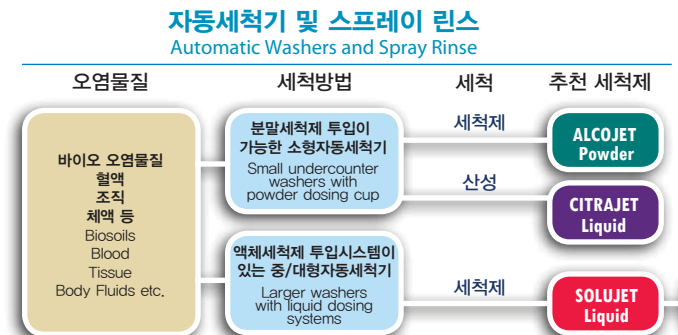 자동세척기 및 스프레이 린스
Automatic Washers and Spray Rinse
오염물질
세척방법
세척
추천 세척제
바이오 오염물질
혈액
조직
체액 등
Biosoils
Blood
Tissue
Body Fluids etc.
분말세척제 투입이
가능한 소형자동세척기
Small undercounter
washers with
powder dosing cup
세척제
ALCOJET
Powder
산성
CITRAJET
Liquid
액체세척제 투입시스템이
있는 중/대형자동세척기
Larger washers
with liquid dosing
systems
세척제
SOLUJET
Liquid